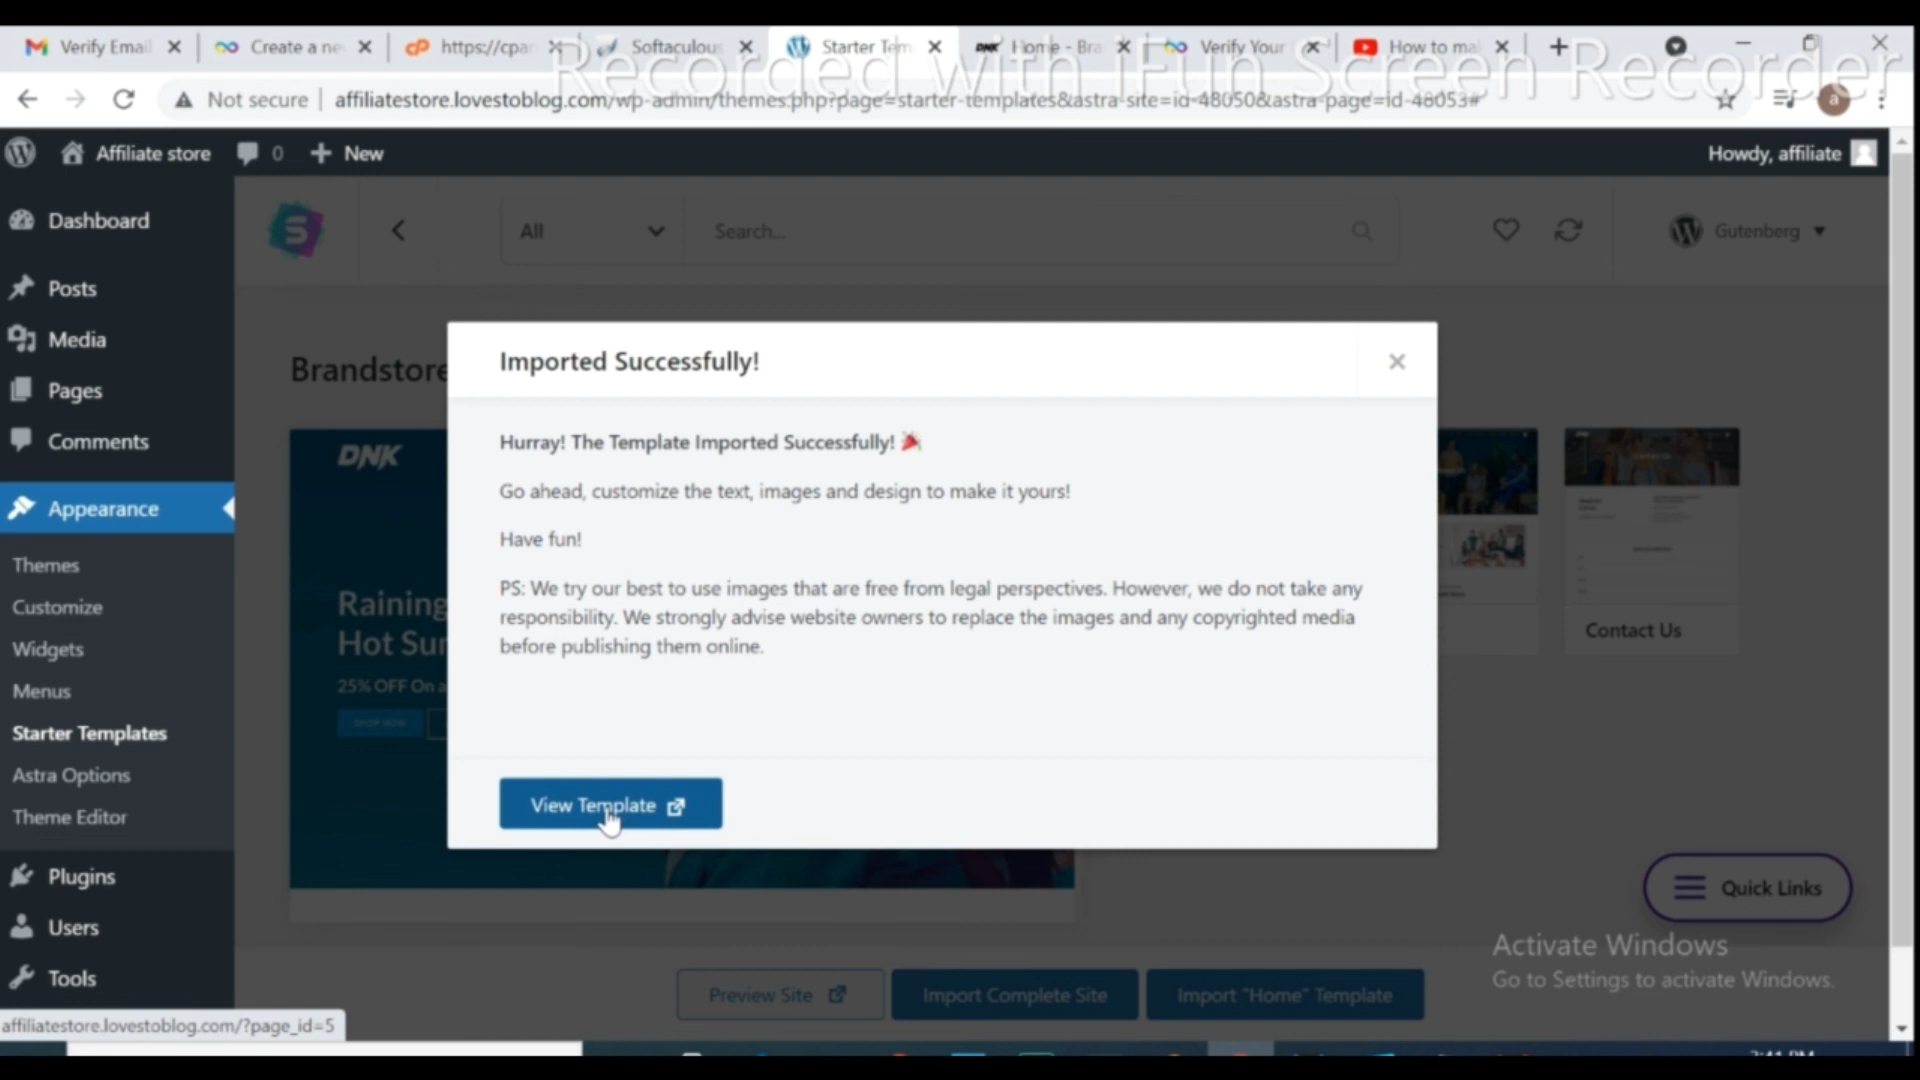 Verify Email
Create a ne
https://cpa
Softaculous
Starter Tem
Home - Bra
Verify Your
How to ma
Recorded with iFun Screen Recorder
Not secure
affiliatestore.lovestoblog.com/wp-admin/themes.php?page=starter-templates&astra-site=id-48050&astra-page=id-48053#
a
Affiliate store
0
New
Howdy, affiliate
Dashboard
Posts
Media
Pages
Comments
Appearance
Themes
Customize
Widgets
Menus
Starter Templates
Astra Options
Theme Editor
Plugins
Users
Tools
affiliatestore.lovestoblog.com/?page_id=5
S
All
Search...
Gutenberg
Brandstore
DNK
Raining
Hot Sum
25% OFF On a
SHOP NOW
Imported Successfully!
Hurray! The Template Imported Successfully!
Go ahead, customize the text, images and design to make it yours!
Have fun!
PS: We try our best to use images that are free from legal perspectives. However, we do not take any
responsibility. We strongly advise website owners to replace the images and any copyrighted media
before publishing them online.
View Template
Contact Us
Quick Links
Activate Windows
Go to Settings to activate Windows.
Preview Site
Import Complete Site
Import "Home" Template